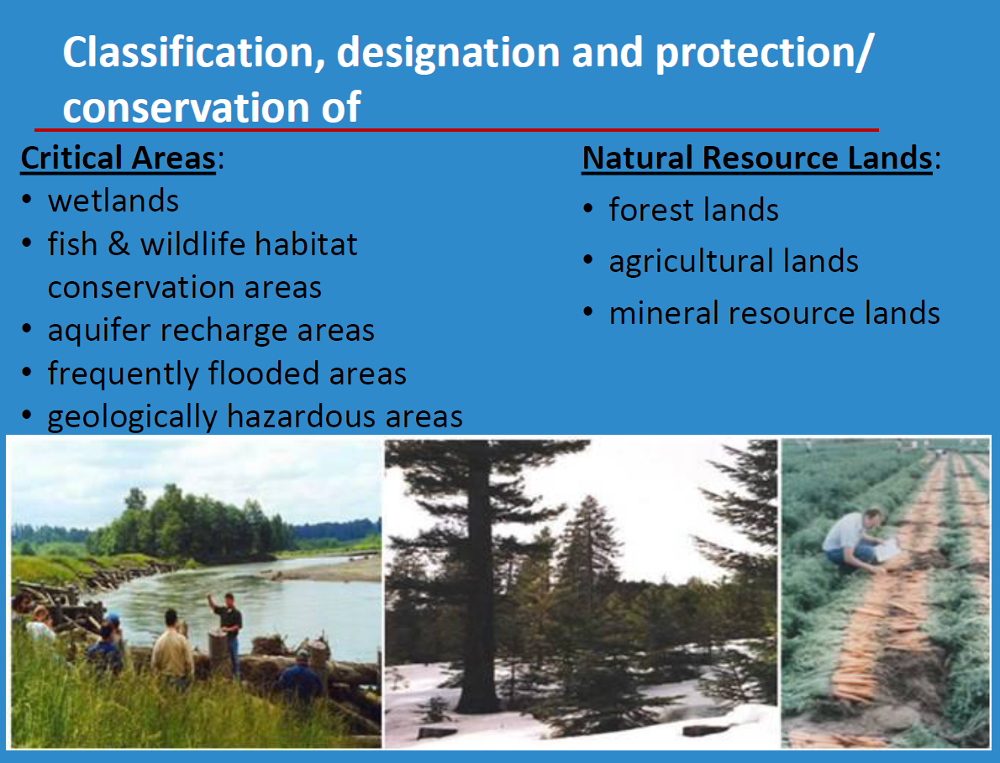 Classification, designation and protection/
conservation of
Critical Areas:
• wetlands
• fish & wildlife habitat
conservation areas
• aquifer recharge areas
• frequently flooded areas
• geologically hazardous areas
Natural Resource Lands:
• forest lands
• agricultural lands
• mineral resource lands